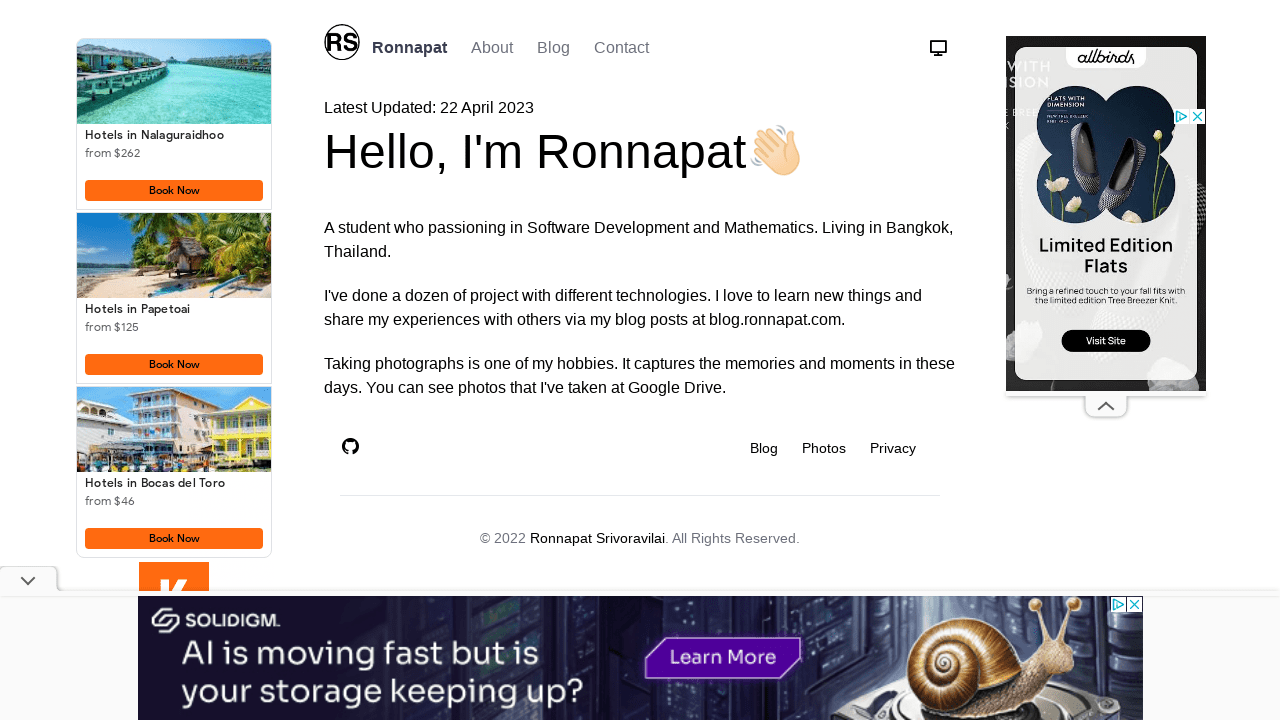 RS
Ronnapat
About
Blog
Contact
Latest Updated: 22 April 2023
Hello, I'm Ronnapat
A student who passioning in Software Development and Mathematics. Living in Bangkok,
Thailand.
I've done a dozen of project with different technologies. I love to learn new things and
share my experiences with others via my blog posts at blog.ronnapat.com.
Taking photographs is one of my hobbies. It captures the memories and moments in these
days. You can see photos that I've taken at Google Drive.
Blog
Photos
Privacy
© 2022 Ronnapat Srivoravilai. All Rights Reserved.
Hotels in Nalaguraidhoo
from $262
Book Now
Hotels in Papetoai
from $125
Book Now
Hotels in Bocas del Toro
from $46
Book Now
K
allbirds
FLATS WITH
DIMENSION
NEW TREE BREEZER
KNIT PACK
Limited Edition
Flats
Bring a refined touch to your fall fits with
the limited edition Tree Breezer Knit.
Visit Site
SOLIDIGM.
AI is moving fast but is
your storage keeping up?
Learn More